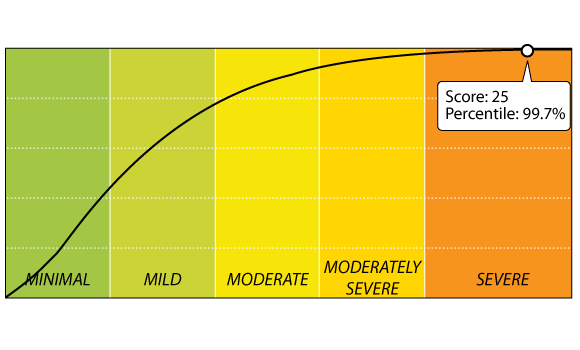 Score: 25
Percentile: 99.7%
MINIMAL
MILD
MODERATE
MODERATELY
SEVERE
SEVERE